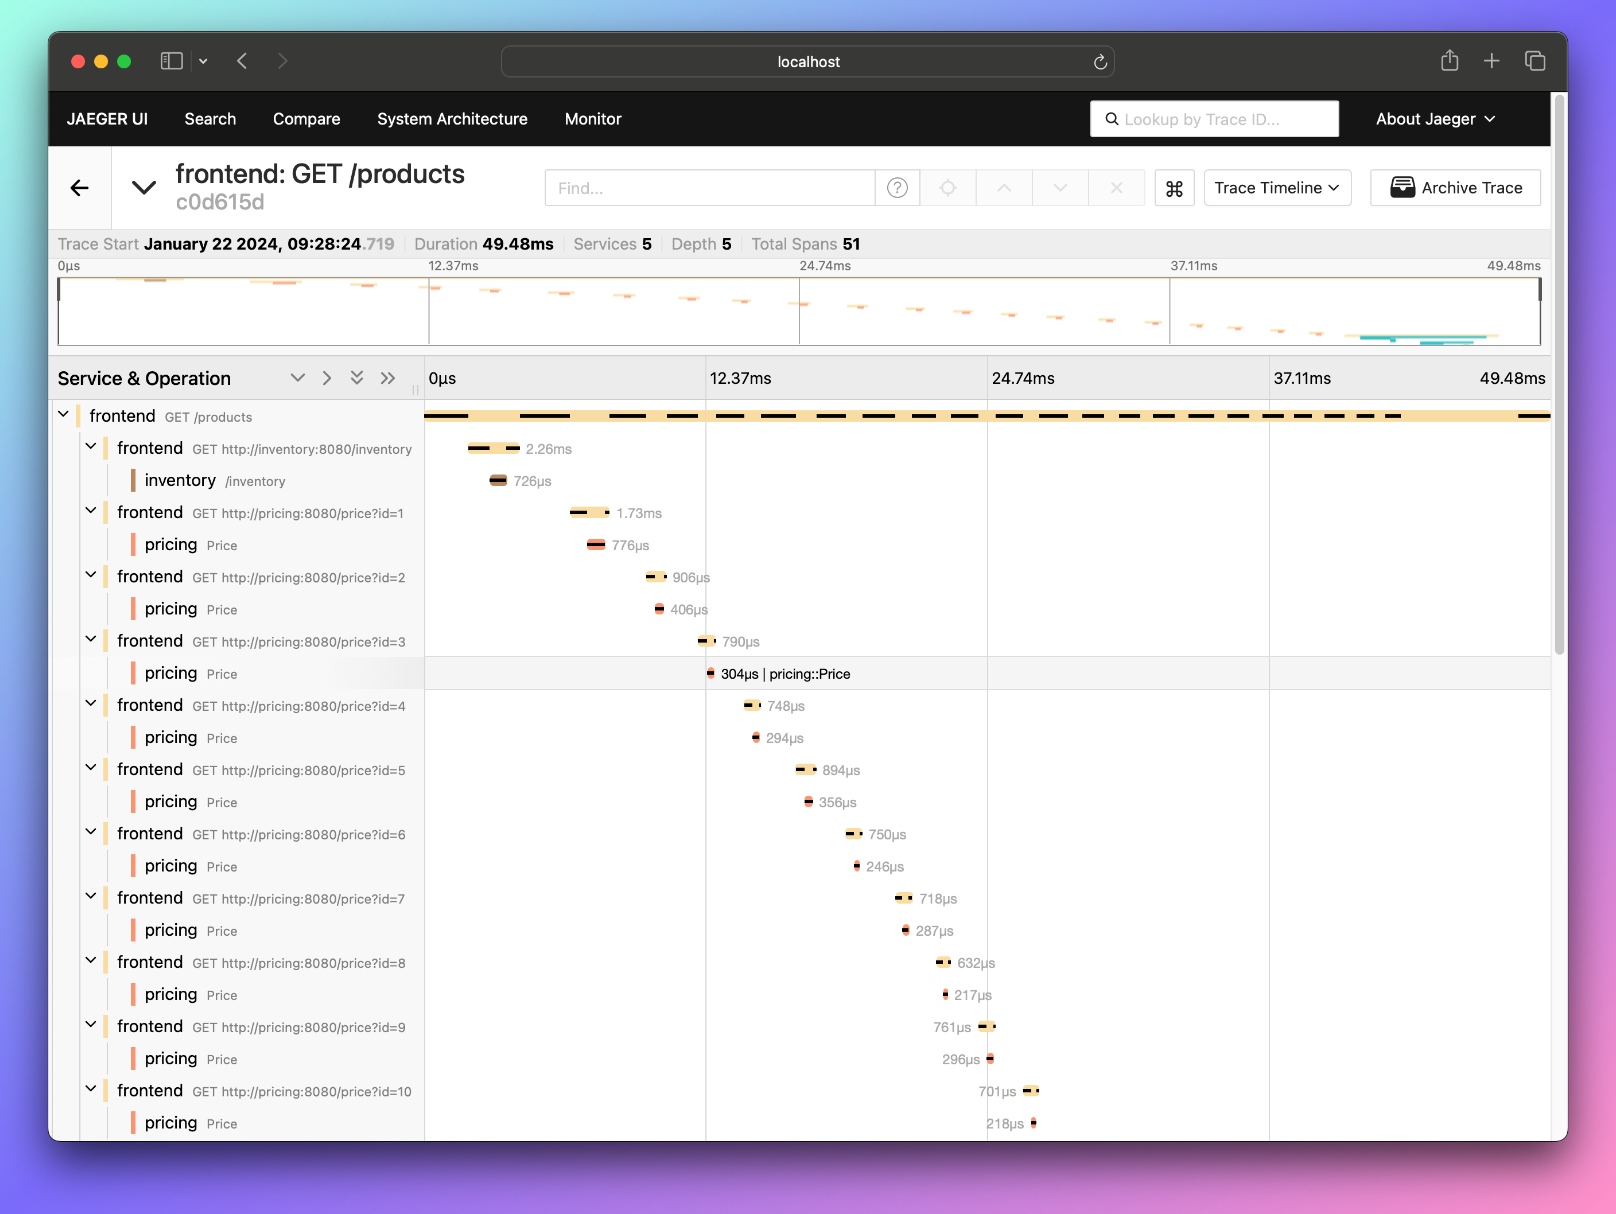 localhost
JAEGER UI Search Compare System Architecture Monitor Lookup by Trace ID... About Jaeger
frontend: GET /products
c0d615d
Find... ? ⌘ Trace Timeline Archive Trace
Trace Start January 22 2024, 09:28:24.719 Duration 49.48ms Services 5 Depth 5 Total Spans 51
0μs 12.37ms 24.74ms 37.11ms 49.48ms
Service & Operation 0μs 12.37ms 24.74ms 37.11ms 49.48ms
frontend GET /products
frontend GET http://inventory:8080/inventory 2.26ms
inventory /inventory 726μs
frontend GET http://pricing:8080/price?id=1 1.73ms
pricing Price 776μs
frontend GET http://pricing:8080/price?id=2 906μs
pricing Price 406μs
frontend GET http://pricing:8080/price?id=3 790μs
pricing Price 304μs | pricing::Price
frontend GET http://pricing:8080/price?id=4 748μs
pricing Price 294μs
frontend GET http://pricing:8080/price?id=5 894μs
pricing Price 356μs
frontend GET http://pricing:8080/price?id=6 750μs
pricing Price 246μs
frontend GET http://pricing:8080/price?id=7 718μs
pricing Price 287μs
frontend GET http://pricing:8080/price?id=8 632μs
pricing Price 217μs
frontend GET http://pricing:8080/price?id=9 761μs
pricing Price 296μs
frontend GET http://pricing:8080/price?id=10 701μs
pricing Price 218μs